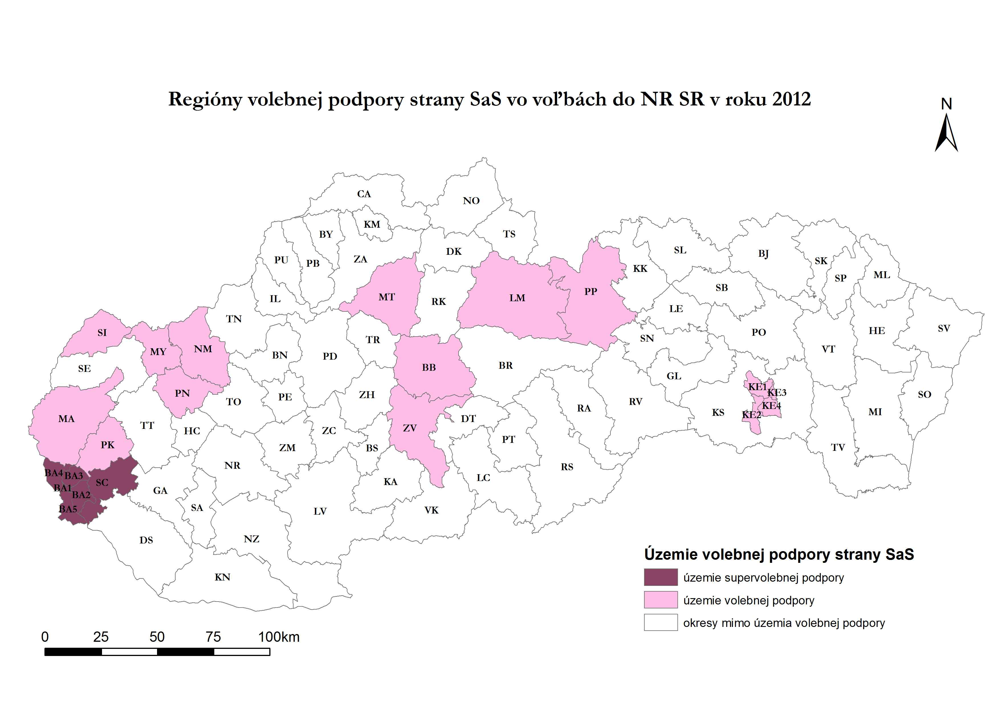 Regióny volebnej podpory strany SaS vo voľbách do NR SR v roku 2012
N
CA
NO
KM
BY
TS
DK
SL
BJ
PU
PB
ZA
KK
SK
SP
ML
SB
PP
IL
MT
RK
LM
LE
TN
SI
TR
SN
PO
HE
SV
MY
NM
BN
PD
VT
SE
BB
BR
GL
KE1
PN
PE
ZH
KE3
SO
TO
RV
RA
KE4
KS
MI
KE2
MA
DT
TT
ZV
HC
ZC
PT
PK
ZM
BS
TV
NR
RS
BA4
BA3
LC
SC
KA
BA1
GA
BA2
SA
BA5
LV
VK
DS
NZ
KN
Územie volebnej podpory strany SaS
územie supervolebnej podpory
územie volebnej podpory
okresy mimo územia volebnej podpory
0 25 50 75 100km